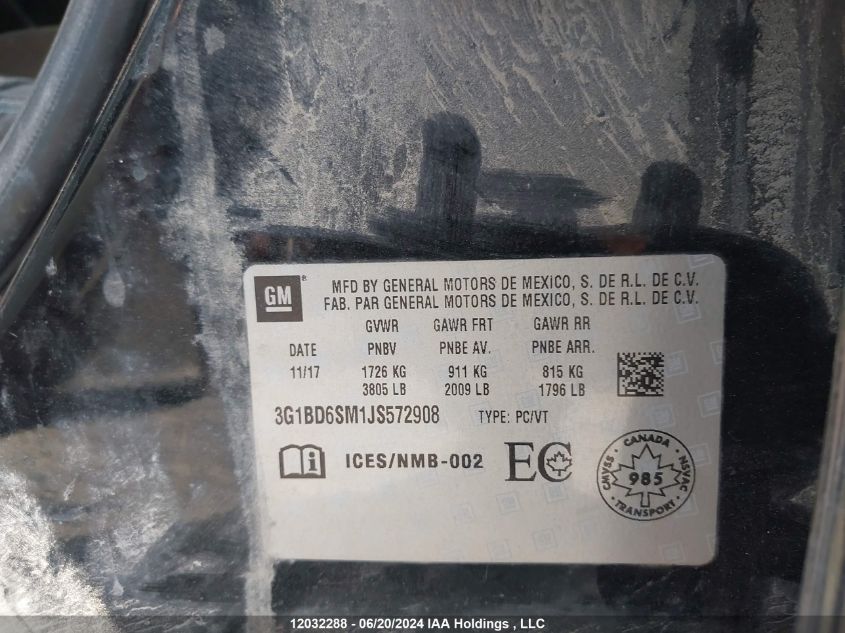 GM ® MFD BY GENERAL MOTORS DE MEXICO, S. DE R.L. DE C.V.
FAB. PAR GENERAL MOTORS DE MEXICO, S. DE R.L. DE C.V.
GVWR GAWR FRT GAWR RR
DATE PNBV PNBE AV. PNBE ARR.
11/17 1726 KG 911 KG 815 KG
3805 LB 2009 LB 1796 LB
3G1BD6SM1JS572908 TYPE: PC/VT
i ICES/NMB-002 EC
CANADA
CMVSS 985 NSVAC
TRANSPORT
12032288 - 06/20/2024 IAA Holdings , LLC